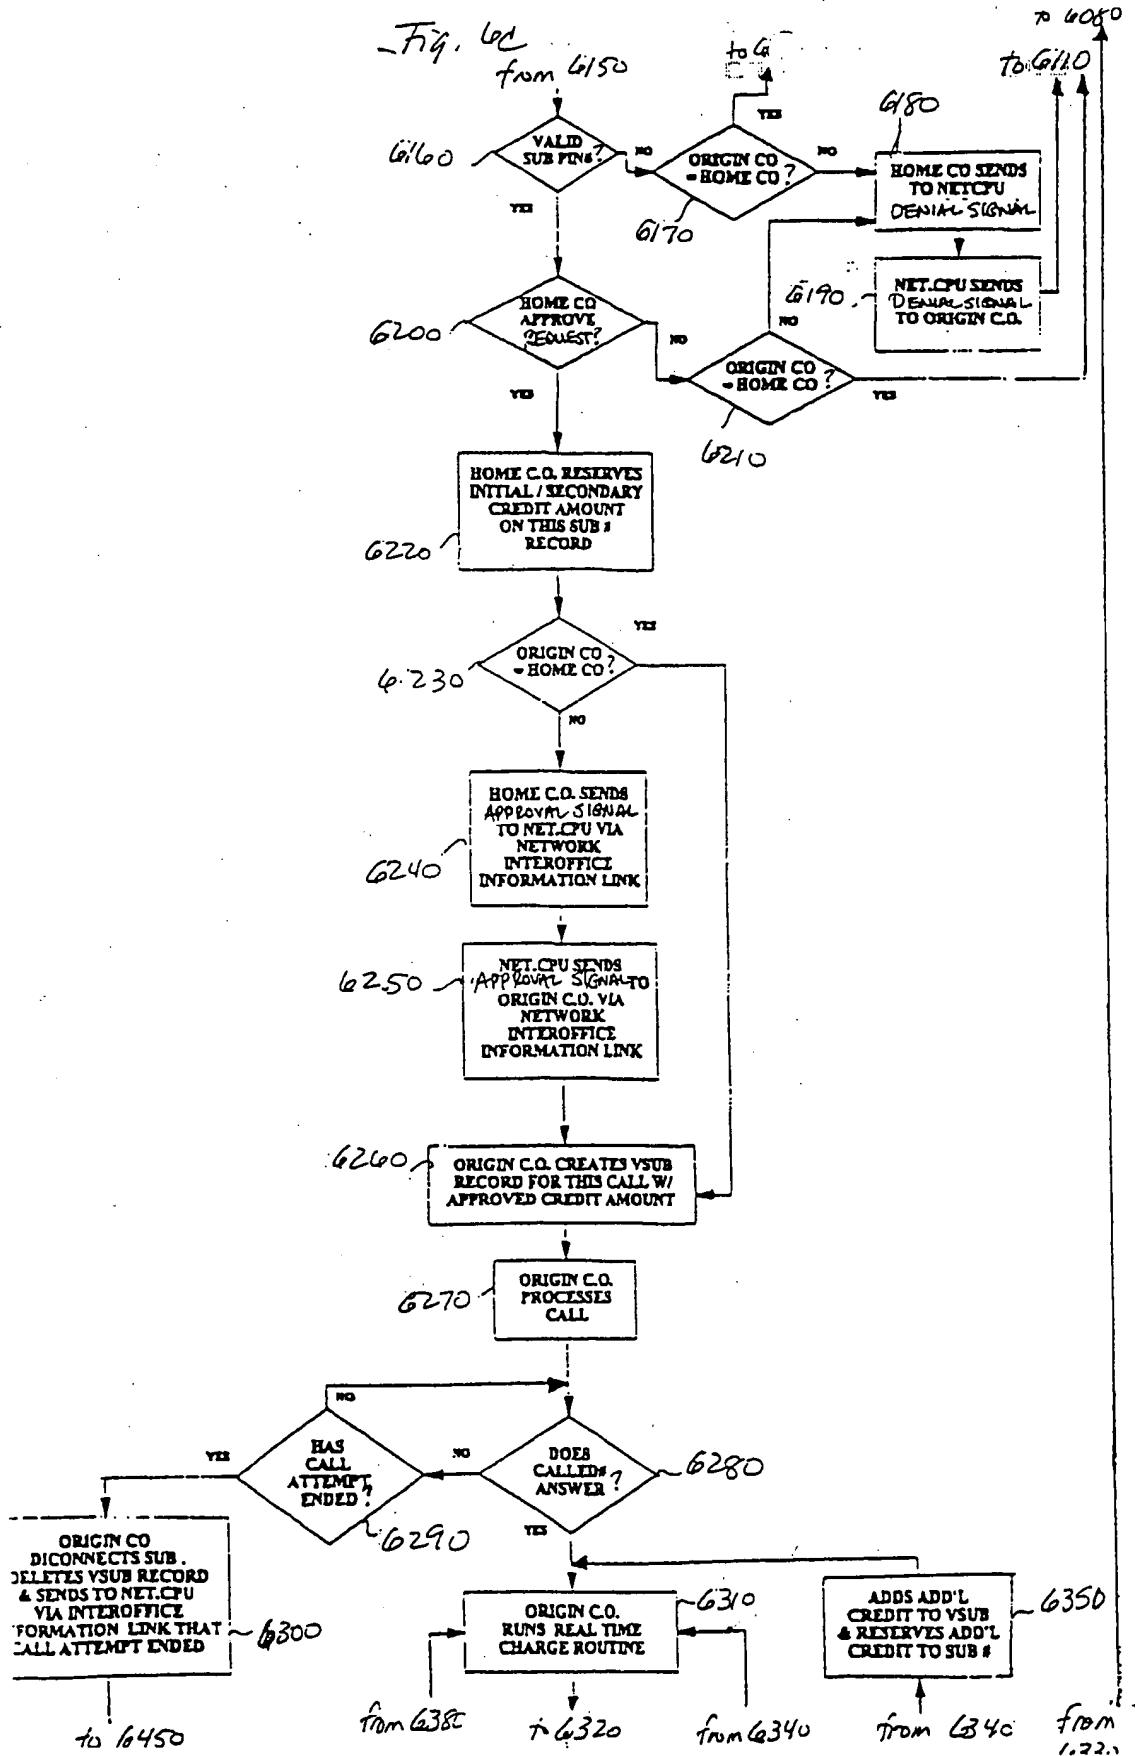 to 6080
Fig. 6C
from 6150
to 6
to 6110
YES
6180
6160
VALID
SUB PIN#?
NO
ORIGIN CO
= HOME CO?
NO
HOME CO SENDS
TO NETCPU
DENIAL SIGNAL
YES
6170
6190
NET.CPU SENDS
DENIAL SIGNAL
TO ORIGIN C.O.
6200
HOME CO
APPROVE
REQUEST?
NO
NO
ORIGIN CO
= HOME CO?
YES
YES
6210
HOME C.O. RESERVES
INITIAL / SECONDARY
CREDIT AMOUNT
ON THIS SUB #
RECORD
6220
YES
ORIGIN CO
= HOME CO?
6230
NO
HOME C.O. SENDS
APPROVAL SIGNAL
TO NET.CPU VIA
NETWORK
INTEROFFICE
INFORMATION LINK
6240
6250
NET.CPU SENDS
APPROVAL SIGNAL TO
ORIGIN C.O. VIA
NETWORK
INTEROFFICE
INFORMATION LINK
6260
ORIGIN C.O. CREATES VSUB
RECORD FOR THIS CALL W/
APPROVED CREDIT AMOUNT
6270
ORIGIN C.O.
PROCESSES
CALL
NO
YES
HAS
CALL
ATTEMPT
ENDED?
NO
DOES
CALLED#
ANSWER?
6280
6290
YES
ORIGIN CO
DICONNECTS SUB.
DELETES VSUB RECORD
& SENDS TO NET.CPU
VIA INTEROFFICE
FORMATION LINK THAT
CALL ATTEMPT ENDED
6300
ORIGIN C.O.
RUNS REAL TIME
CHARGE ROUTINE
6310
ADDS ADD'L
CREDIT TO VSUB
& RESERVES ADD'L
CREDIT TO SUB #
6350
to 6450
from 638
to 6320
from 6340
from 6340
from